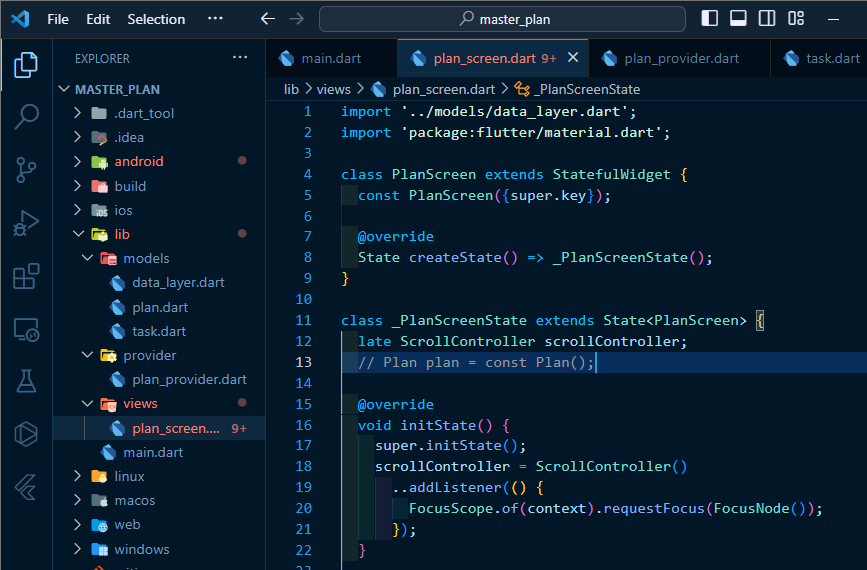 File Edit Selection ··· master_plan
EXPLORER ···
MASTER_PLAN
.dart_tool
.idea
android
build
ios
lib
models
data_layer.dart
plan.dart
task.dart
provider
plan_provider.dart
views
plan_screen.... 9+
main.dart
linux
macos
web
windows
main.dart plan_screen.dart 9+ plan_provider.dart task.dart
lib > views > plan_screen.dart > _PlanScreenState
1 import '../models/data_layer.dart';
2 import 'package:flutter/material.dart';
3
4 class PlanScreen extends StatefulWidget {
5 const PlanScreen({super.key});
6
7 @override
8 State createState() => _PlanScreenState();
9 }
10
11 class _PlanScreenState extends State<PlanScreen> {
12 late ScrollController scrollController;
13 // Plan plan = const Plan();
14
15 @override
16 void initState() {
17 super.initState();
18 scrollController = ScrollController()
19 ..addListener(() {
20 FocusScope.of(context).requestFocus(FocusNode());
21 });
22 }